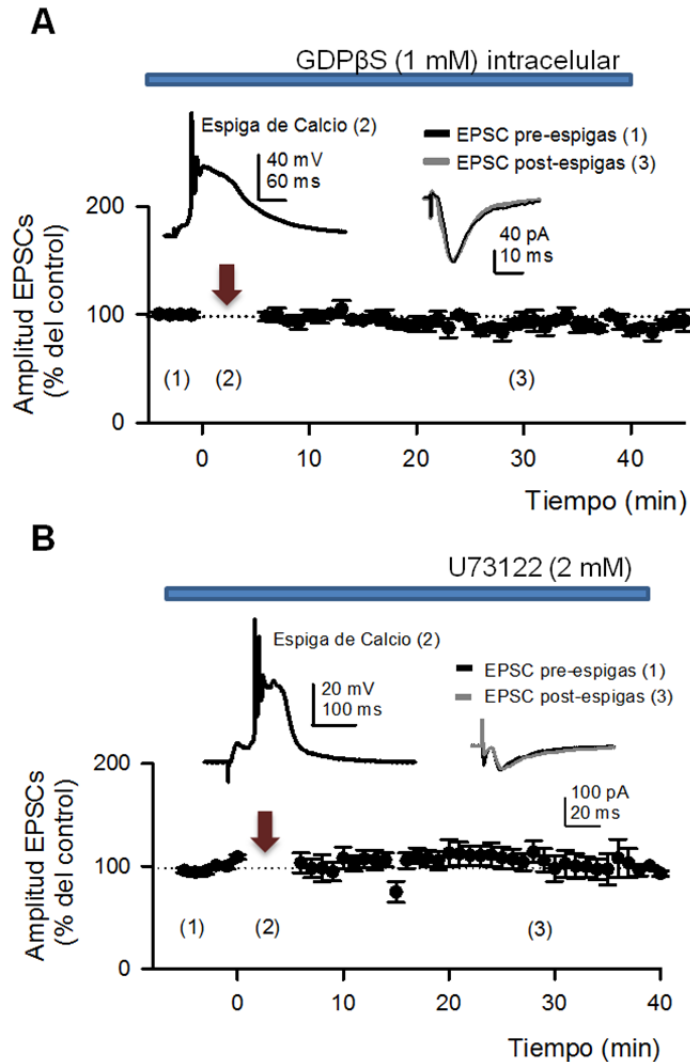 A
GDPβS (1 mM) intracelular
Espiga de Calcio (2)
40 mV
60 ms
EPSC pre-espigas (1)
EPSC post-espigas (3)
40 pA
10 ms
Amplitud EPSCs
(% del control)
200
100
0
(1)
(2)
(3)
0
10
20
30
40
Tiempo (min)
B
U73122 (2 mM)
Espiga de Calcio (2)
20 mV
100 ms
EPSC pre-espigas (1)
EPSC post-espigas (3)
100 pA
20 ms
Amplitud EPSCs
(% del control)
200
100
0
(1)
(2)
(3)
0
10
20
30
40
Tiempo (min)